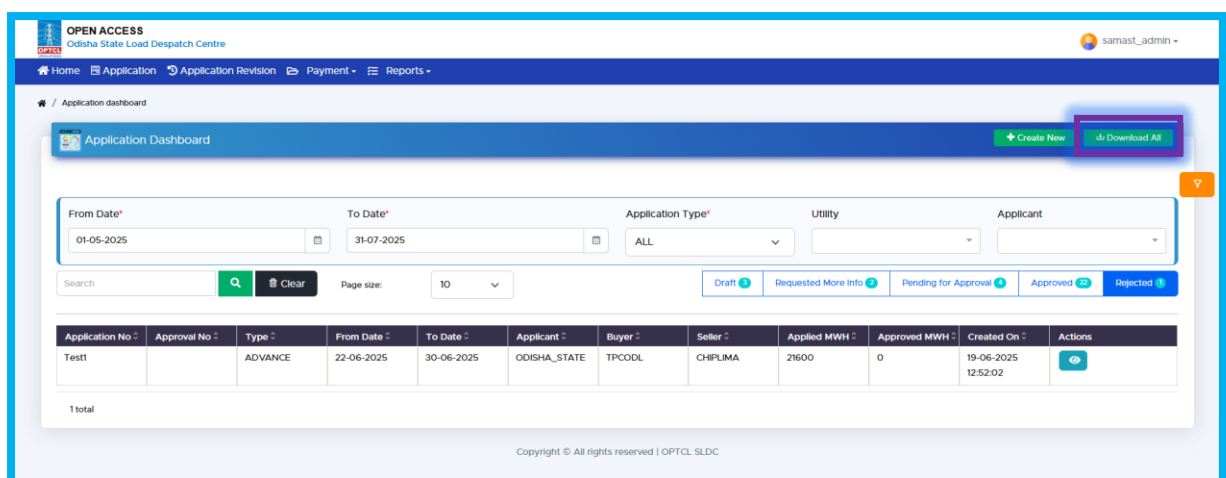 OPEN ACCESS
Odisha State Load Despatch Centre
OPTCL
samast_admin
Home Application Application Revision Payment Reports
/ Application dashboard
Application Dashboard
+ Create New Download All
From Date* To Date* Application Type* Utility Applicant
01-05-2025 31-07-2025 ALL
Search Clear Page size: 10 Draft 3 Requested More Info 2 Pending for Approval 4 Approved 22 Rejected 1
Application No Approval No Type From Date To Date Applicant Buyer Seller Applied MWH Approved MWH Created On Actions
Test1 ADVANCE 22-06-2025 30-06-2025 ODISHA_STATE TPCODL CHIPLIMA 21600 0 19-06-2025
12:52:02
1 total
Copyright © All rights reserved | OPTCL SLDC